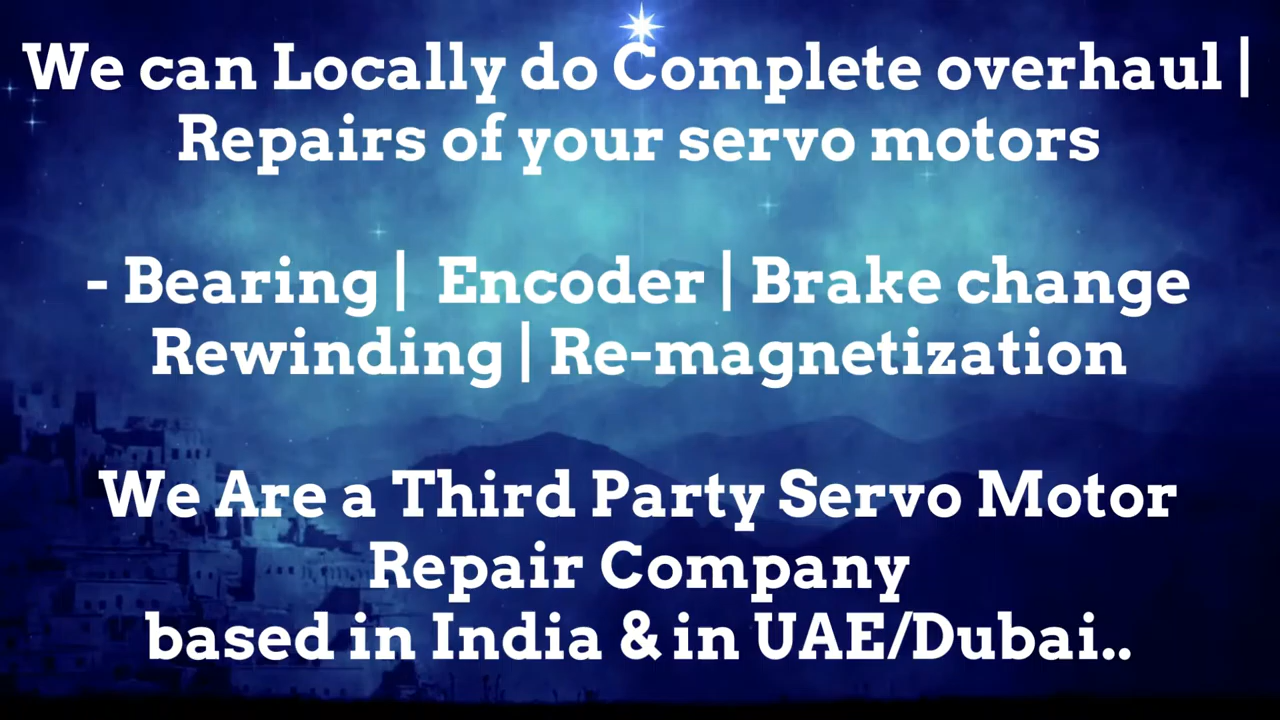 We can Locally do Complete overhaul |
Repairs of your servo motors
- Bearing | Encoder | Brake change
Rewinding | Re-magnetization
We Are a Third Party Servo Motor
Repair Company
based in India & in UAE/Dubai..